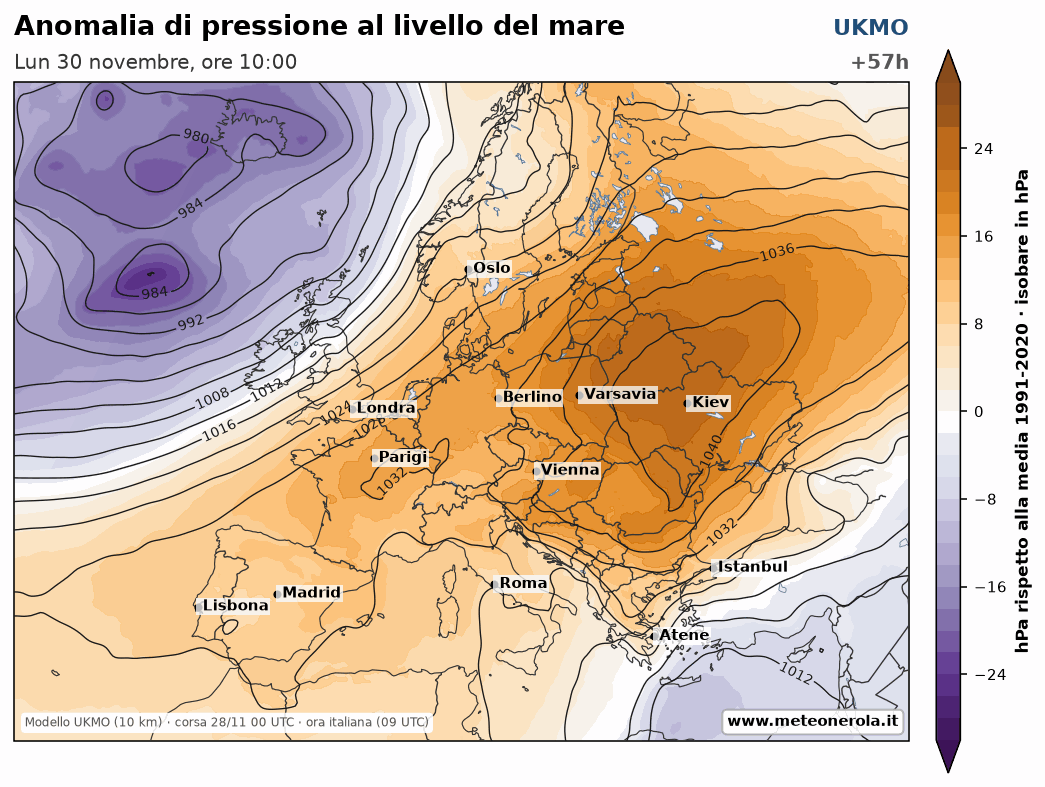 Anomalia di pressione al livello del mare
UKMO
Lun 30 novembre, ore 10:00
+57h
980
984
984
992
1008
1012
1016
1024
1028
1032
1036
1040
1032
1012
Oslo
Londra
Berlino
Varsavia
Kiev
Parigi
Vienna
Istanbul
Roma
Madrid
Lisbona
Atene
Modello UKMO (10 km) · corsa 28/11 00 UTC · ora italiana (09 UTC)
www.meteonerola.it
24
16
8
0
−8
−16
−24
hPa rispetto alla media 1991-2020 · isobare in hPa